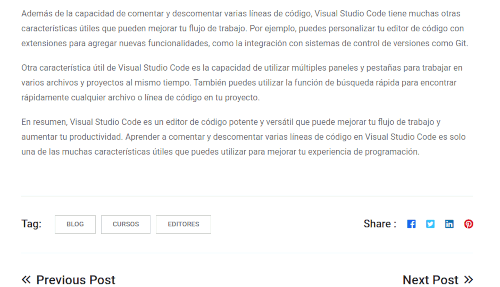 Además de la capacidad de comentar y descomentar varias líneas de código, Visual Studio Code tiene muchas otras
características útiles que pueden mejorar tu flujo de trabajo. Por ejemplo, puedes personalizar tu editor de código con
extensiones para agregar nuevas funcionalidades, como la integración con sistemas de control de versiones como Git.
Otra característica útil de Visual Studio Code es la capacidad de utilizar múltiples paneles y pestañas para trabajar en
varios archivos y proyectos al mismo tiempo. También puedes utilizar la función de búsqueda rápida para encontrar
rápidamente cualquier archivo o línea de código en tu proyecto.
En resumen, Visual Studio Code es un editor de código potente y versátil que puede mejorar tu flujo de trabajo y
aumentar tu productividad. Aprender a comentar y descomentar varias líneas de código en Visual Studio Code es solo
una de las muchas características útiles que puedes utilizar para mejorar tu experiencia de programación.
Tag: BLOG CURSOS EDITORES Share :
« Previous Post Next Post »